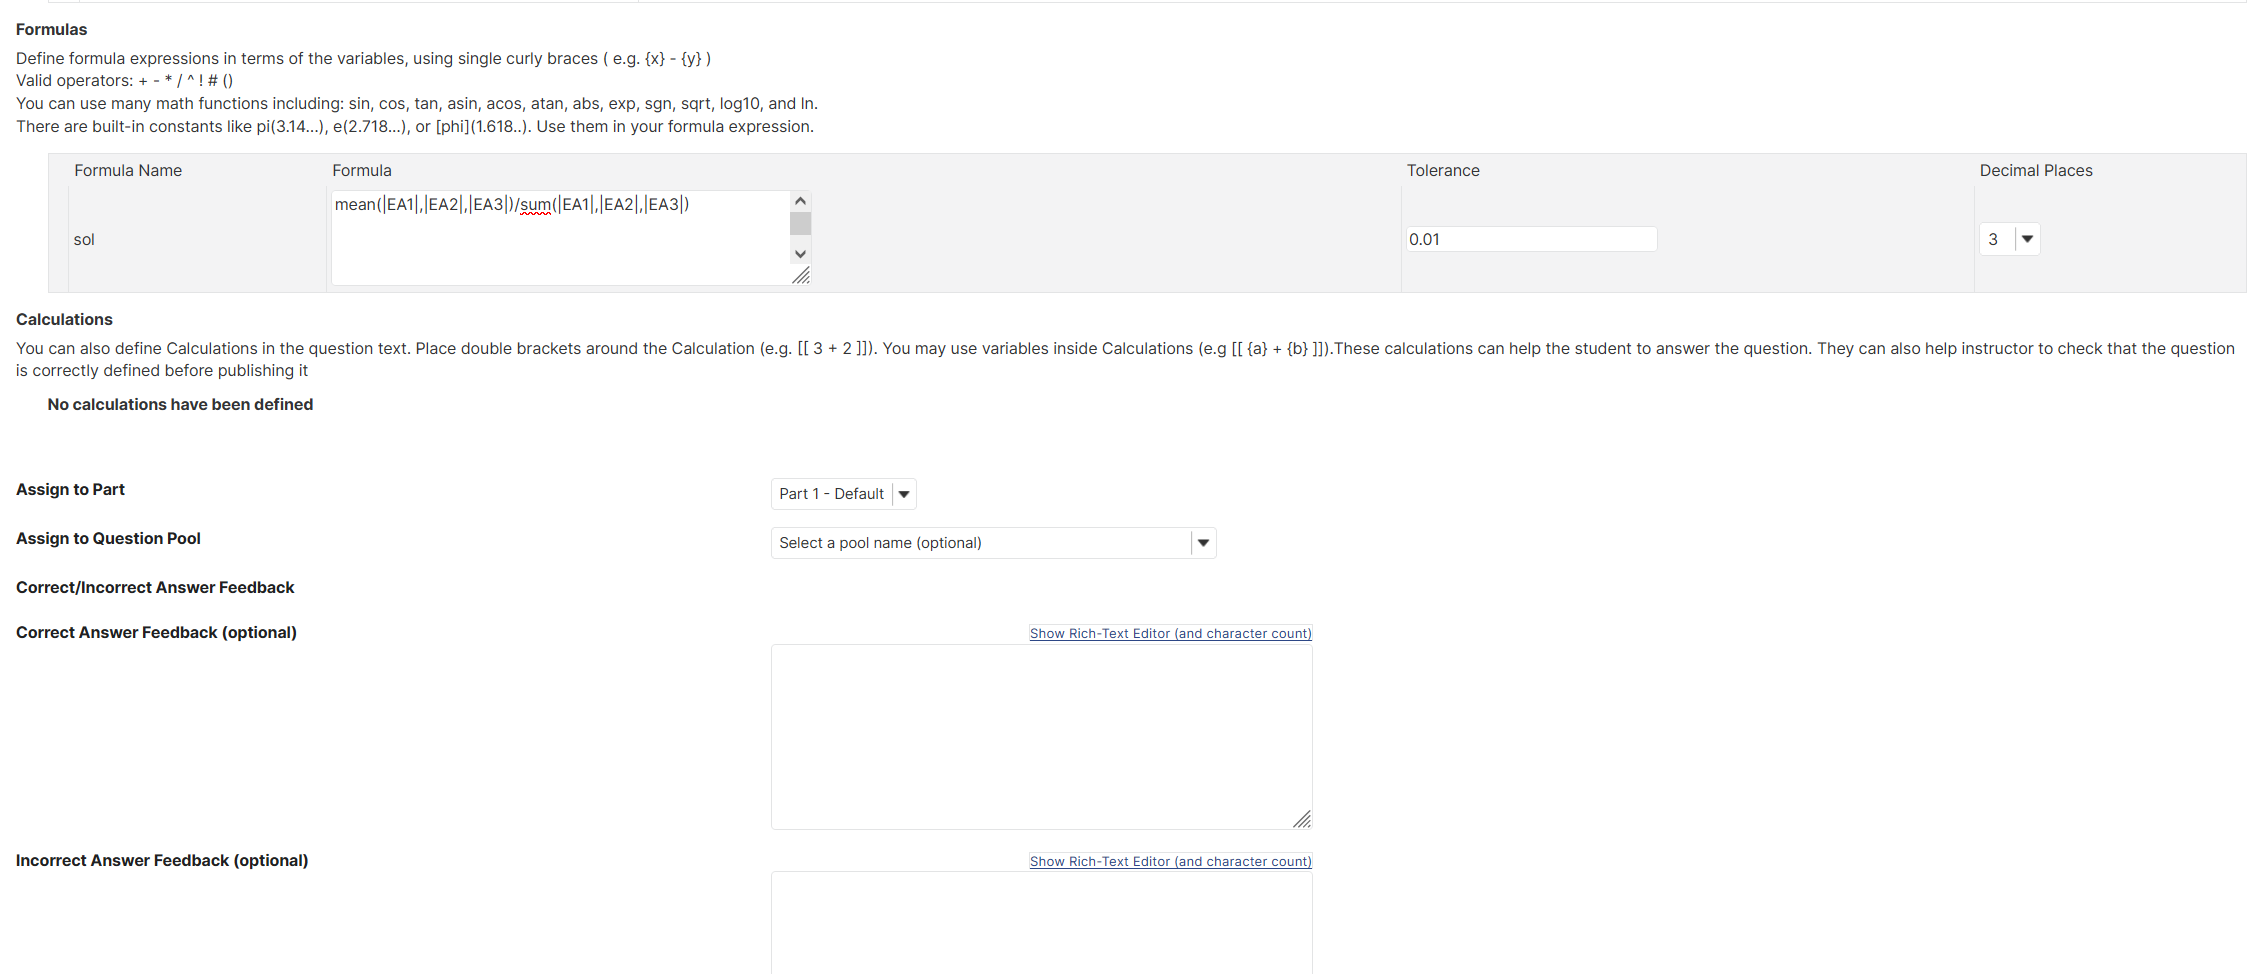 Formulas
Define formula expressions in terms of the variables, using single curly braces ( e.g. {x} - {y} )
Valid operators: + - * / ^ ! # ()
You can use many math functions including: sin, cos, tan, asin, acos, atan, abs, exp, sgn, sqrt, log10, and ln.
There are built-in constants like pi(3.14...), e(2.718...), or [phi](1.618..). Use them in your formula expression.
Formula Name Formula Tolerance Decimal Places
mean(|EA1|,|EA2|,|EA3|)/sum(|EA1|,|EA2|,|EA3|)
sol 0.01 3
Calculations
You can also define Calculations in the question text. Place double brackets around the Calculation (e.g. [[ 3 + 2 ]]). You may use variables inside Calculations (e.g [[ {a} + {b} ]]).These calculations can help the student to answer the question. They can also help instructor to check that the question
is correctly defined before publishing it
No calculations have been defined
Assign to Part Part 1 - Default
Assign to Question Pool Select a pool name (optional)
Correct/Incorrect Answer Feedback
Correct Answer Feedback (optional) Show Rich-Text Editor (and character count)
Incorrect Answer Feedback (optional) Show Rich-Text Editor (and character count)